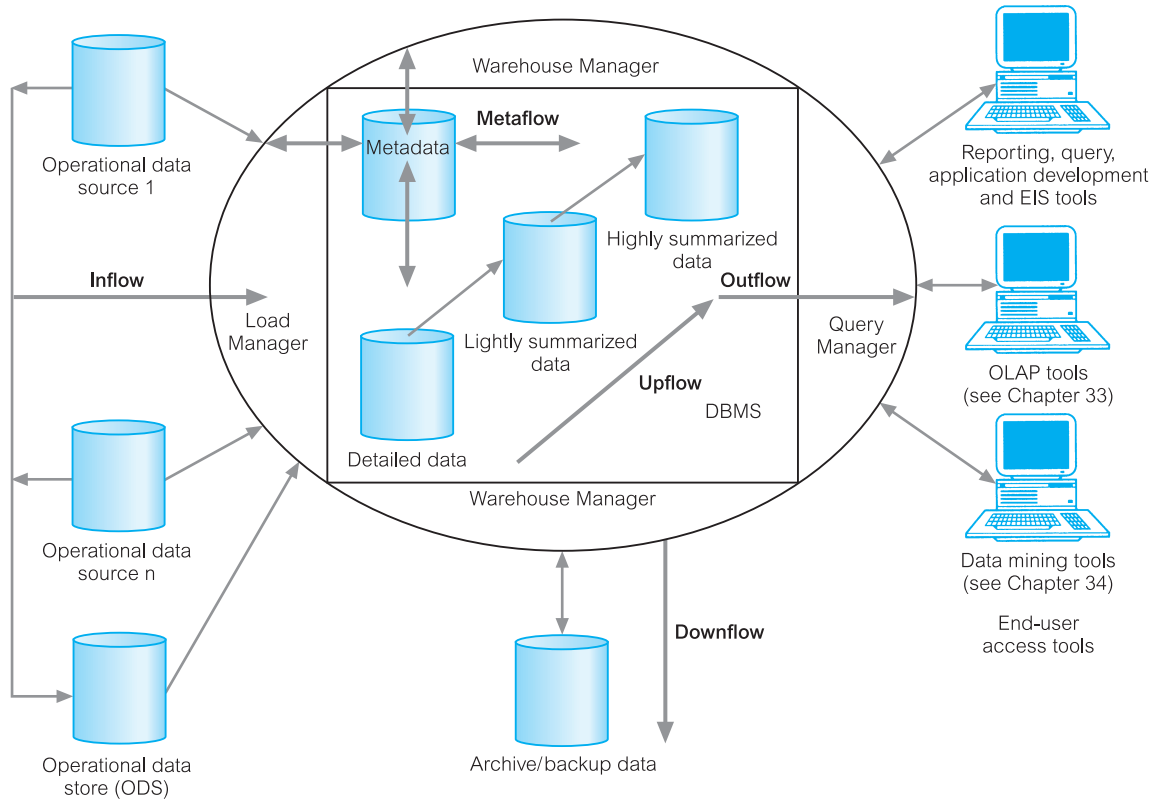 Warehouse Manager
Metaflow
Metadata
Operational data
source 1
Reporting, query,
application development
and EIS tools
Highly summarized
data
Inflow
Outflow
Load
Manager
Lightly summarized
data
Query
Manager
OLAP tools
(see Chapter 33)
Upflow
DBMS
Detailed data
Warehouse Manager
Operational data
source n
Data mining tools
(see Chapter 34)
End-user
access tools
Downflow
Operational data
store (ODS)
Archive/backup data